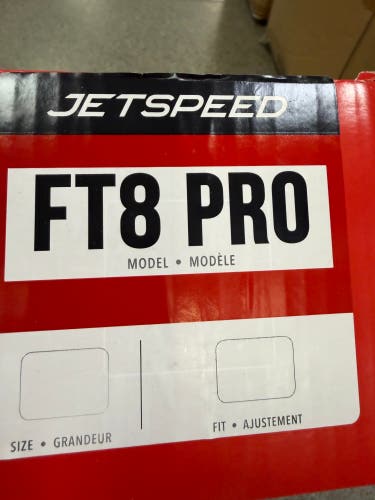 JETSPEED
FT8 PRO
MODEL • MODÈLE
SIZE • GRANDEUR
FIT • AJUSTEMENT